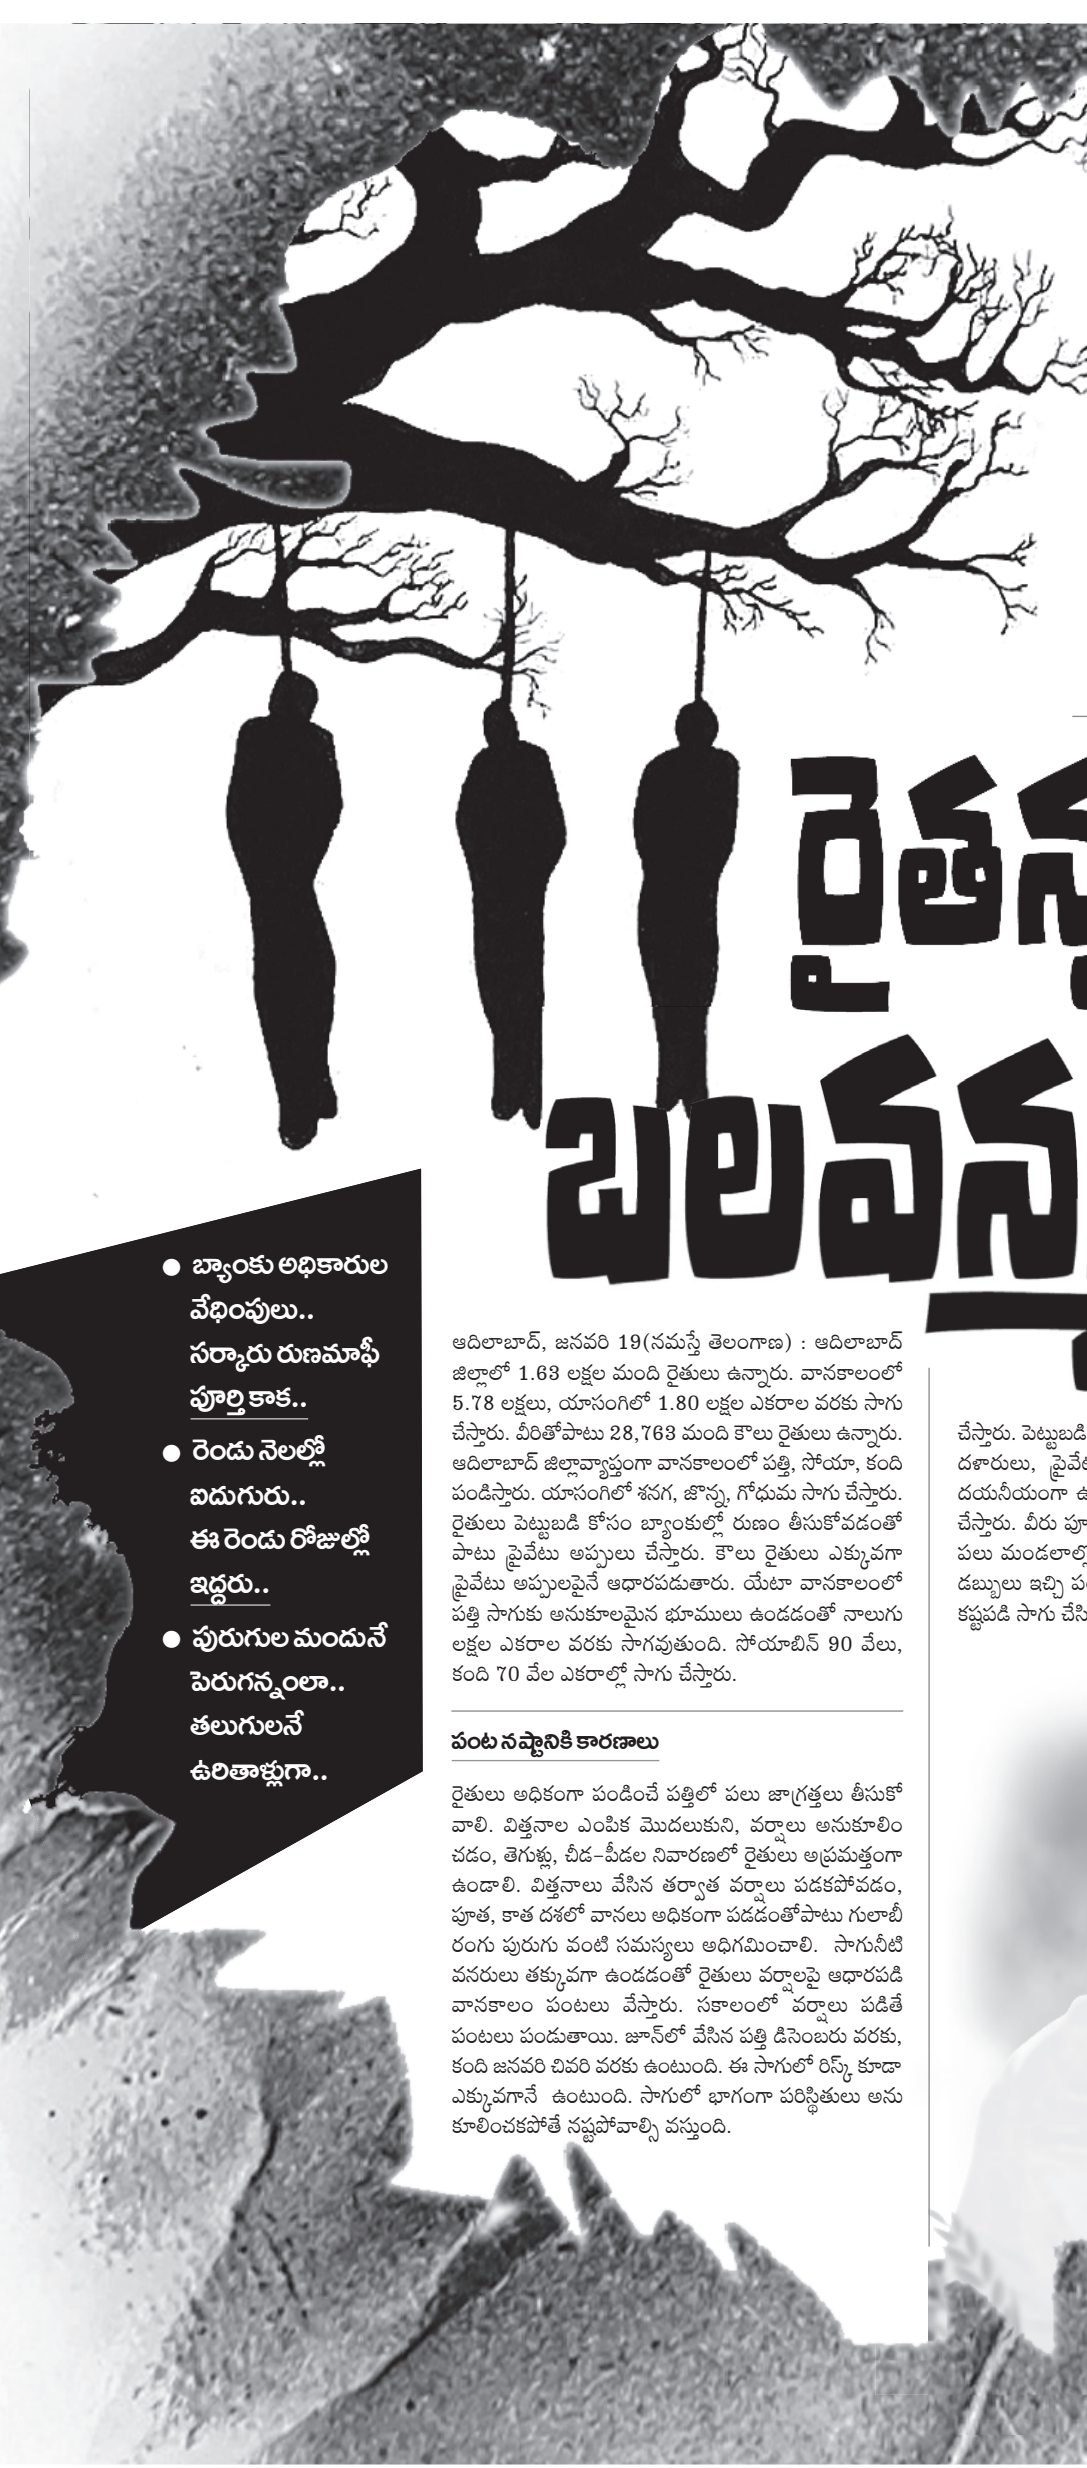 రైతన్న
బలవన్మ
● బ్యాంకు అధికారుల
వేధింపులు..
సర్కారు రుణమాఫీ
పూర్తి కాక..
● రెండు నెలల్లో
ఐదుగురు..
ఈ రెండు రోజుల్లో
ఇద్దరు..
● పురుగుల మందునే
పెరుగన్నంలా..
తలుగులనే
ఉరితాళ్లుగా..
ఆదిలాబాద్, జనవరి 19(నమస్తే తెలంగాణ) : ఆదిలాబాద్
జిల్లాలో 1.63 లక్షల మంది రైతులు ఉన్నారు. వానకాలంలో
5.78 లక్షలు, యాసంగిలో 1.80 లక్షల ఎకరాల వరకు సాగు
చేస్తారు. వీరితోపాటు 28,763 మంది కౌలు రైతులు ఉన్నారు.
ఆదిలాబాద్ జిల్లావ్యాప్తంగా వానకాలంలో పత్తి, సోయా, కంది
పండిస్తారు. యాసంగిలో శనగ, జొన్న, గోధుమ సాగు చేస్తారు.
రైతులు పెట్టుబడి కోసం బ్యాంకుల్లో రుణం తీసుకోవడంతో
పాటు ప్రైవేటు అప్పులు చేస్తారు. కౌలు రైతులు ఎక్కువగా
ప్రైవేటు అప్పులపైనే ఆధారపడుతారు. యేటా వానకాలంలో
పత్తి సాగుకు అనుకూలమైన భూములు ఉండడంతో నాలుగు
లక్షల ఎకరాల వరకు సాగవుతుంది. సోయాబిన్ 90 వేలు,
కంది 70 వేల ఎకరాల్లో సాగు చేస్తారు.
పంట నష్టానికి కారణాలు
రైతులు అధికంగా పండించే పత్తిలో పలు జాగ్రత్తలు తీసుకో
వాలి. విత్తనాల ఎంపిక మొదలుకుని, వర్షాలు అనుకూలిం
చడం, తెగుళ్లు, చీడ-పీడల నివారణలో రైతులు అప్రమత్తంగా
ఉండాలి. విత్తనాలు వేసిన తర్వాత వర్షాలు పడకపోవడం,
పూత, కాత దశలో వానలు అధికంగా పడడంతోపాటు గులాబీ
రంగు పురుగు వంటి సమస్యలు అధిగమించాలి. సాగునీటి
వనరులు తక్కువగా ఉండడంతో రైతులు వర్షాలపై ఆధారపడి
వానకాలం పంటలు వేస్తారు. సకాలంలో వర్షాలు పడితే
పంటలు పండుతాయి. జూన్‌లో వేసిన పత్తి డిసెంబరు వరకు,
కంది జనవరి చివరి వరకు ఉంటుంది. ఈ సాగులో రిస్క్ కూడా
ఎక్కువగానే ఉంటుంది. సాగులో భాగంగా పరిస్థితులు అను
కూలించకపోతే నష్టపోవాల్సి వస్తుంది.
చేస్తారు. పెట్టుబడి
దళారులు,
దయనీయంగా
చేస్తారు. వీరు
పలు మండలాల్లో
డబ్బులు ఇచ్చి
కష్టపడి సాగు